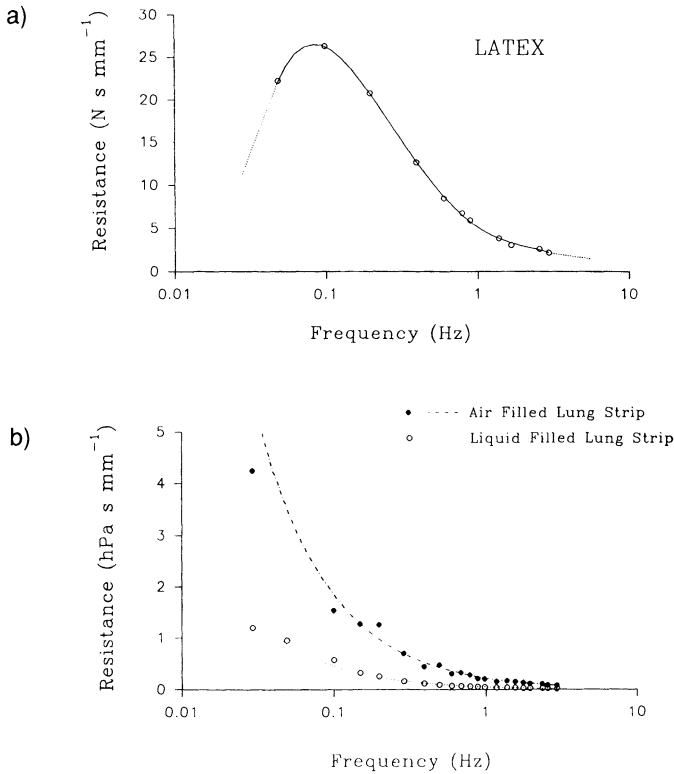 a)
LATEX
Resistance (N s mm⁻¹)
30
25
20
15
10
5
0
0.01
0.1
1
10
Frequency (Hz)
b)
Air Filled Lung Strip
Liquid Filled Lung Strip
Resistance (hPa s mm⁻¹)
5
4
3
2
1
0
0.01
0.1
1
10
Frequency (Hz)